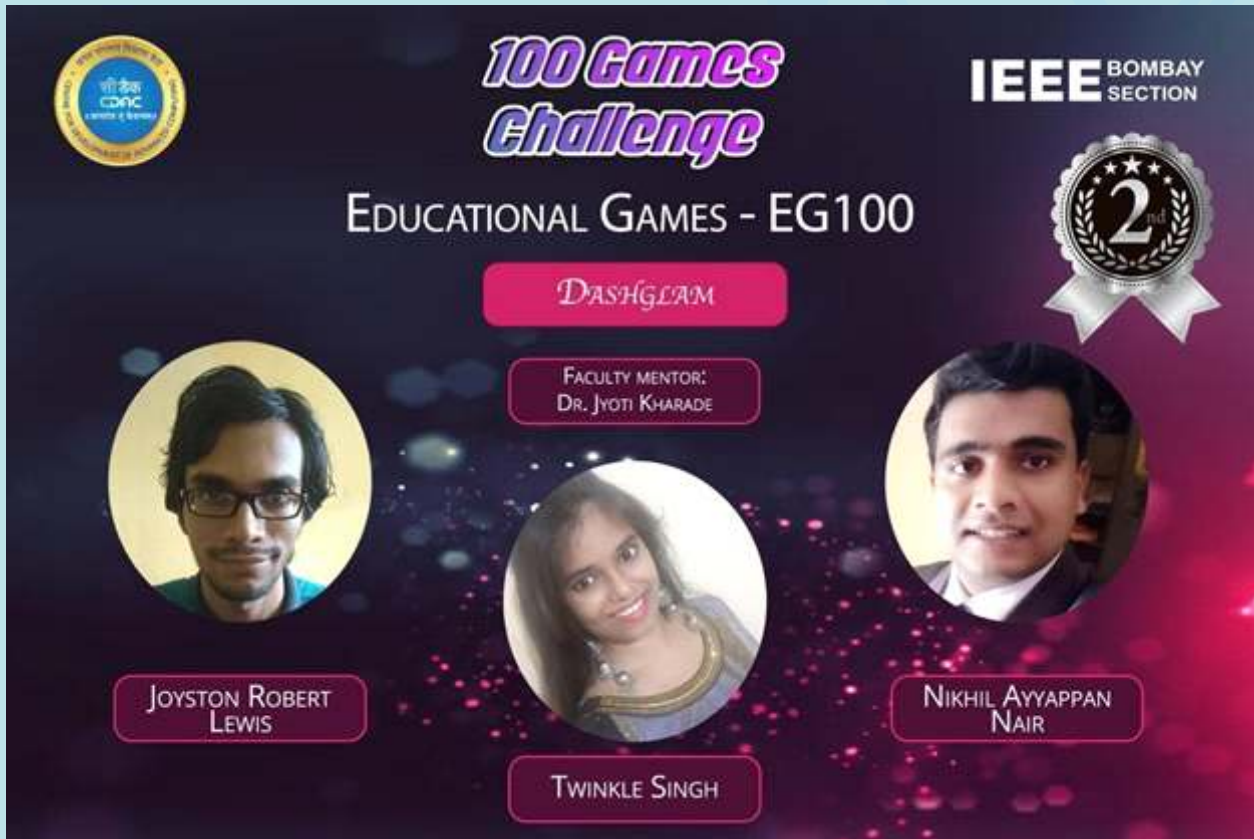 सी डैक
CDAC
100 Games
Challenge
IEEE BOMBAY
SECTION
EDUCATIONAL GAMES - EG100
2nd
DASHGLAM
FACULTY MENTOR:
DR. JYOTI KHARADE
JOYSTON ROBERT
LEWIS
NIKHIL AYYAPPAN
NAIR
TWINKLE SINGH